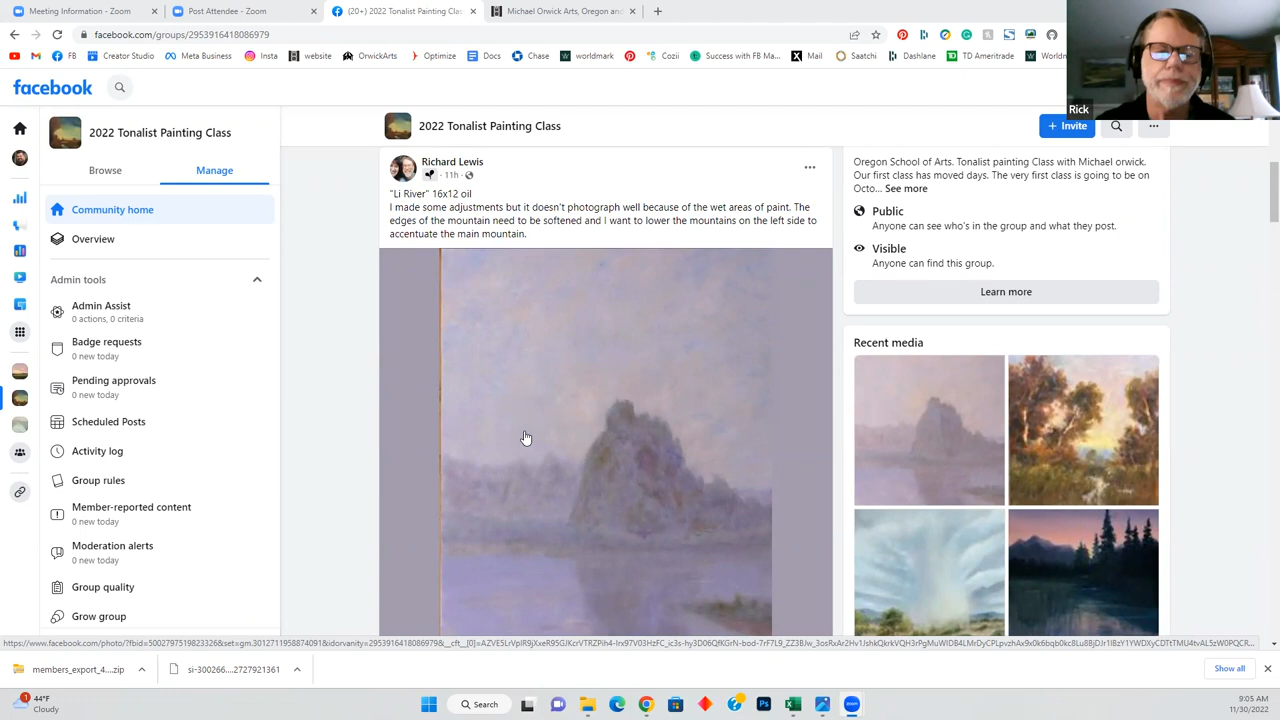 Meeting Information - Zoom
Post Attendee - Zoom
(20+) 2022 Tonalist Painting Clas
Michael Orwick Arts, Oregon and
facebook.com/groups/2953916418086979
FB
Creator Studio
Meta Business
Insta
website
OrwickArts
Optimize
Docs
Chase
worldmark
Cozii
Success with FB Ma...
Mail
Saatchi
Dashlane
TD Ameritrade
Rick
facebook
2022 Tonalist Painting Class
Browse
Manage
Community home
Overview
Admin tools
Admin Assist
0 actions, 0 criteria
Badge requests
0 new today
Pending approvals
0 new today
Scheduled Posts
Activity log
Group rules
Member-reported content
0 new today
Moderation alerts
0 new today
Group quality
Grow group
2022 Tonalist Painting Class
+ Invite
Richard Lewis
· 11h ·
"Li River" 16x12 oil
I made some adjustments but it doesn't photograph well because of the wet areas of paint. The
edges of the mountain need to be softened and I want to lower the mountains on the left side to
accentuate the main mountain.
Oregon School of Arts. Tonalist painting Class with Michael orwick.
Our first class has moved days. The very first class is going to be on
Octo... See more
Public
Anyone can see who's in the group and what they post.
Visible
Anyone can find this group.
Learn more
Recent media
members_export_4....zip
si-300266....2727921361
Show all
1
44°F
Cloudy
Search
9:05 AM
11/30/2022